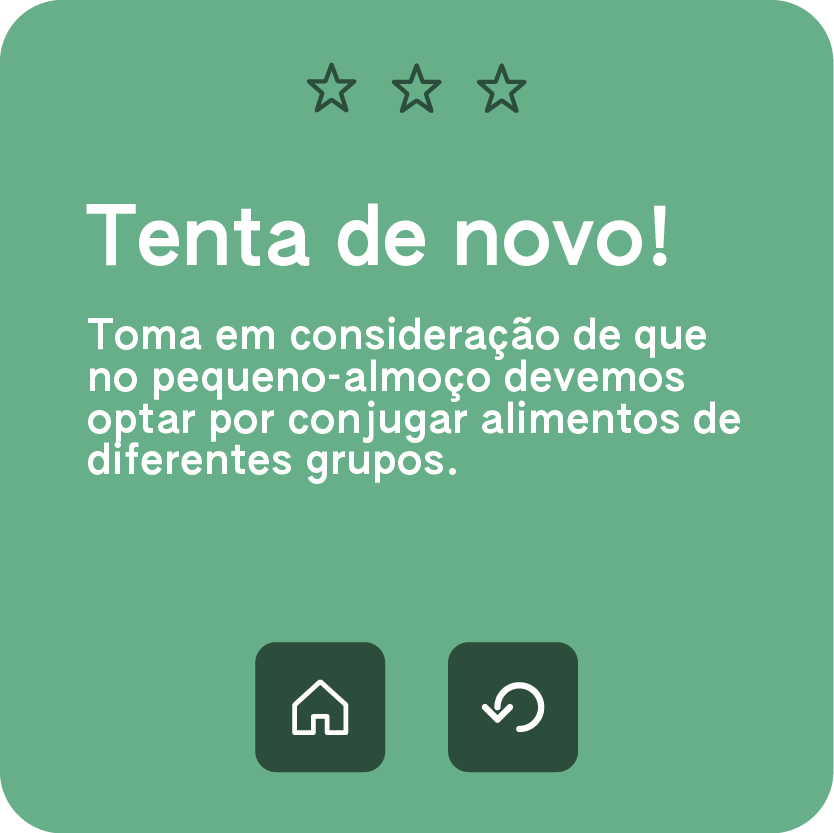 Tenta de novo!
Toma em consideração de que
no pequeno-almoço devemos
optar por conjugar alimentos de
diferentes grupos.